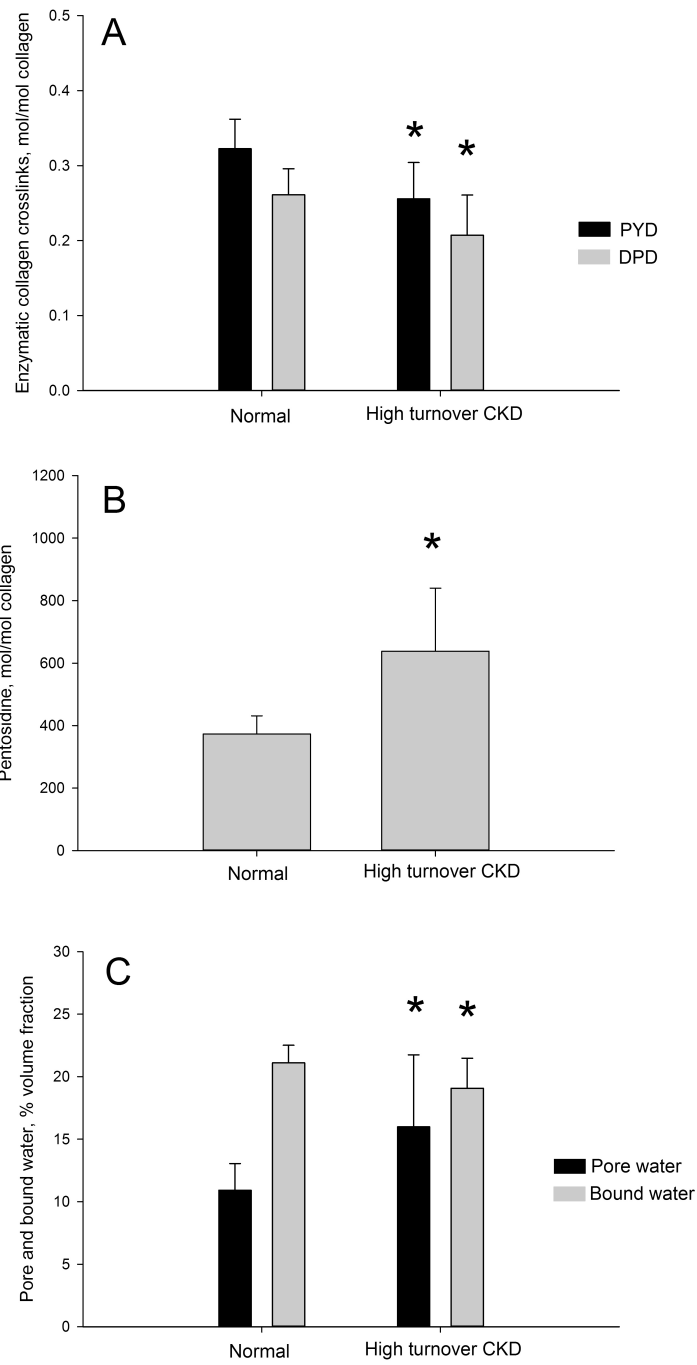 A
Enzymatic collagen crosslinks, mol/mol collagen
0.5
0.4
0.3
0.2
0.1
0.0
* *
PYD
DPD
Normal High turnover CKD
B
Pentosidine, mol/mol collagen
1200
1000
800
600
400
200
0
*
Normal High turnover CKD
C
Pore and bound water, % volume fraction
30
25
20
15
10
5
0
* *
Pore water
Bound water
Normal High turnover CKD